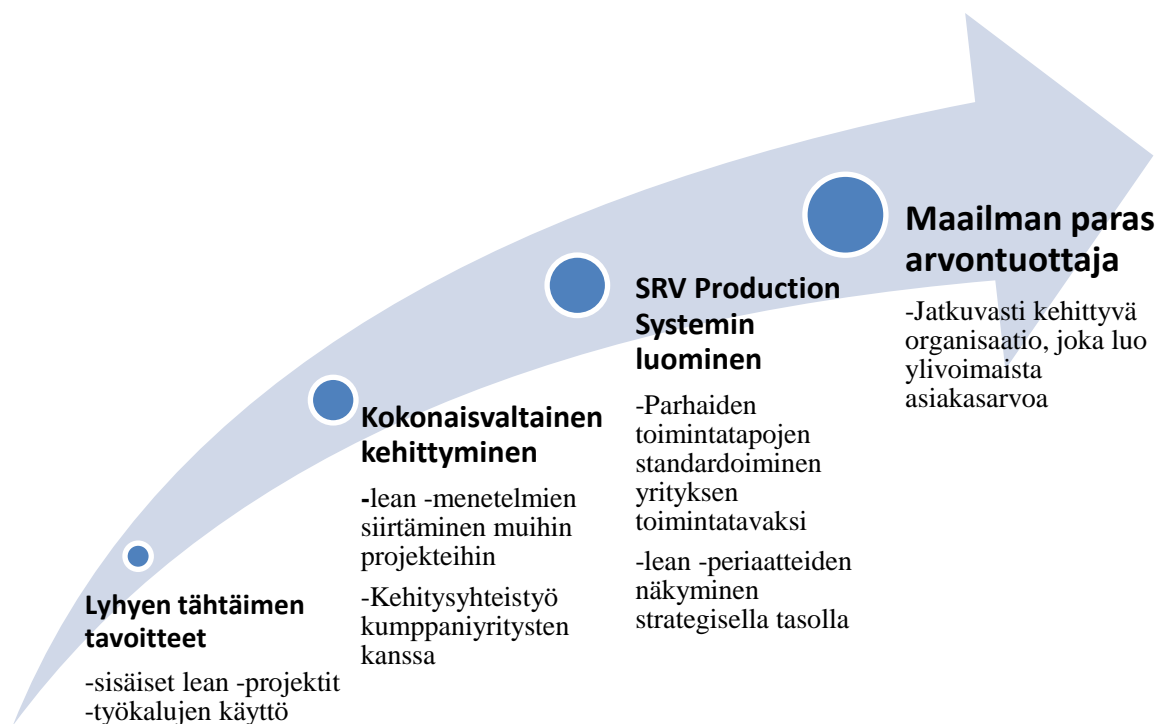 Lyhyen tähtäimen
tavoitteet
-sisäiset lean -projektit
-työkalujen käyttö
Kokonaisvaltainen
kehittyminen
-lean -menetelmien
siirtäminen muihin
projekteihin
-Kehitysyhteistyö
kumppaniyritysten
kanssa
SRV Production
Systemin
luominen
-Parhaiden
toimintatapojen
standardoiminen
yrityksen
toimintatavaksi
-lean -periaatteiden
näkyminen
strategisella tasolla
Maailman paras
arvontuottaja
-Jatkuvasti kehittyvä
organisaatio, joka luo
ylivoimaista
asiakasarvoa